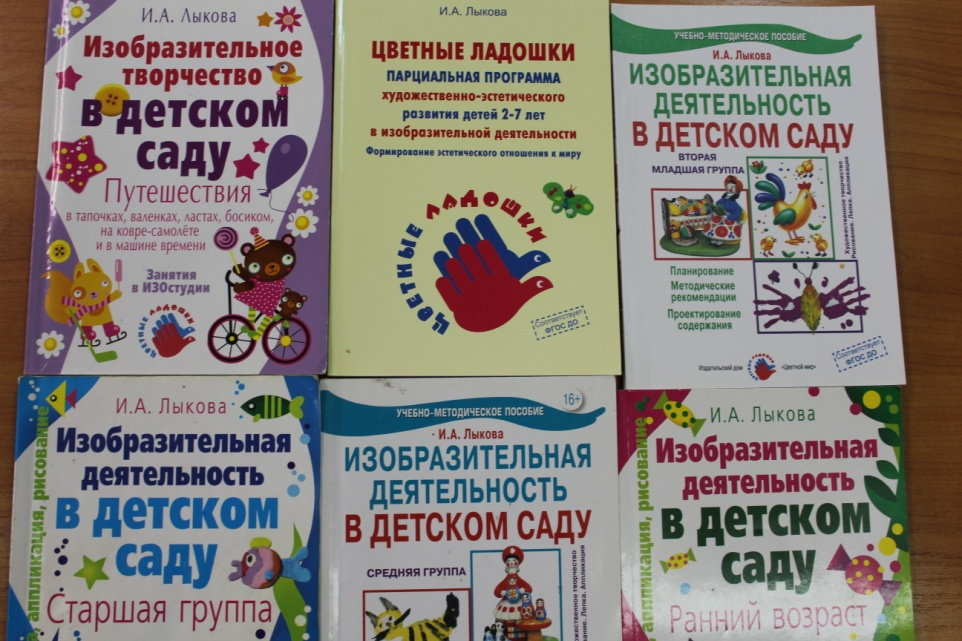 И.А. Лыкова
Изобразительное
творчество
в детском
саду
Путешествия
в тапочках, валенках, ластах, босиком,
на ковре-самолёте
и в машине времени
Занятия
в ИЗОстудии
ЦВЕТНЫЕ ЛАДОШКИ
И.А. Лыкова
ЦВЕТНЫЕ ЛАДОШКИ
ПАРЦИАЛЬНАЯ ПРОГРАММА
художественно-эстетического
развития детей 2-7 лет
в изобразительной деятельности
Формирование эстетического отношения к миру
ЦВЕТНЫЕ ЛАДОШКИ
Соответствует
ФГОС ДО
УЧЕБНО-МЕТОДИЧЕСКОЕ ПОСОБИЕ
И.А. Лыкова
ИЗОБРАЗИТЕЛЬНАЯ
ДЕЯТЕЛЬНОСТЬ
В ДЕТСКОМ САДУ
ВТОРАЯ
МЛАДШАЯ ГРУППА
Художественное творчество
Рисование. Лепка. Аппликация
Планирование
Методические
рекомендации
Проектирование
содержания
Издательский дом
«Цветной мир»
Соответствует
ФГОС ДО
аппликация, рисование
И.А. Лыкова
Изобразительная
деятельность
в детском
саду
Старшая группа
УЧЕБНО-МЕТОДИЧЕСКОЕ ПОСОБИЕ
16+
И.А. Лыкова
ИЗОБРАЗИТЕЛЬНАЯ
ДЕЯТЕЛЬНОСТЬ
В ДЕТСКОМ САДУ
СРЕДНЯЯ ГРУППА
творчество
Лепка. Аппликация
аппликация, рисование
И.А. Лыкова
Изобразительная
деятельность
в детском
саду
Ранний возраст